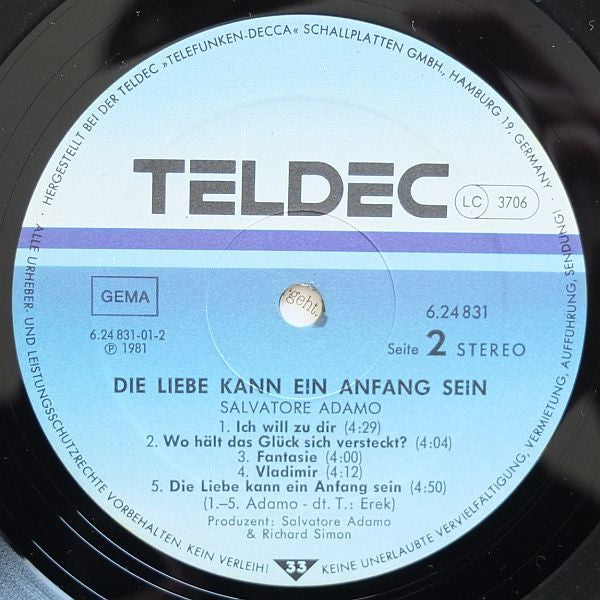 HERGESTELLT BEI DER TELDEC »TELEFUNKEN-DECCA« SCHALLPLATTEN GMBH., HAMBURG 19, GERMANY ·
TELDEC
LC 3706
GEMA
6.24 831-01-2
Ⓟ 1981
geht.
6.24 831
Seite 2 STEREO
DIE LIEBE KANN EIN ANFANG SEIN
SALVATORE ADAMO
1. Ich will zu dir (4:29)
2. Wo hält das Glück sich versteckt? (4:04)
3. Fantasie (4:00)
4. Vladimir (4:12)
5. Die Liebe kann ein Anfang sein (4:50)
(1.–5. Adamo - dt. T.: Erek)
Produzent: Salvatore Adamo
& Richard Simon
33
· ALLE URHEBER- UND LEISTUNGSSCHUTZRECHTE VORBEHALTEN. KEIN VERLEIH! KEINE UNERLAUBTE VERVIELFÄLTIGUNG, VERMIETUNG, AUFFÜHRUNG, SENDUNG!